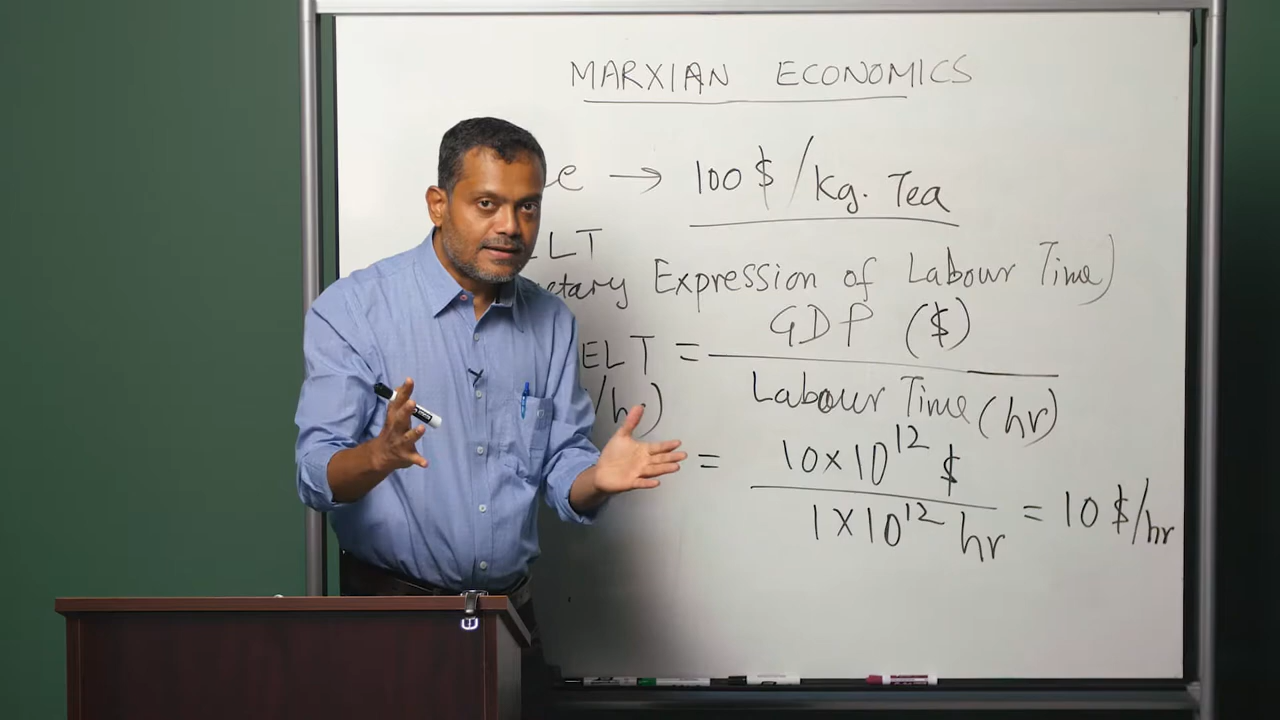 MARXIAN ECONOMICS
→ 100 $ / Kg. Tea
ELT
etary Expression of Labour Time)
ELT = GDP ($)
/hr) Labour Time (hr)
= 10×10¹² $
1×10¹² hr = 10 $/hr